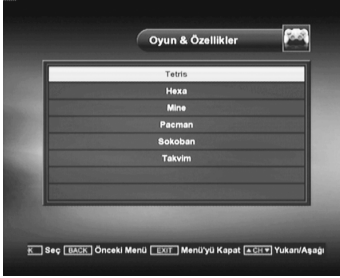 Oyun & Özellikler
Tetris
Hexa
Mine
Pacman
Sokoban
Takvim
K Seç BACK Önceki Menü EXIT Menü'yü Kapat ▲CH▼ Yukarı/Aşağı